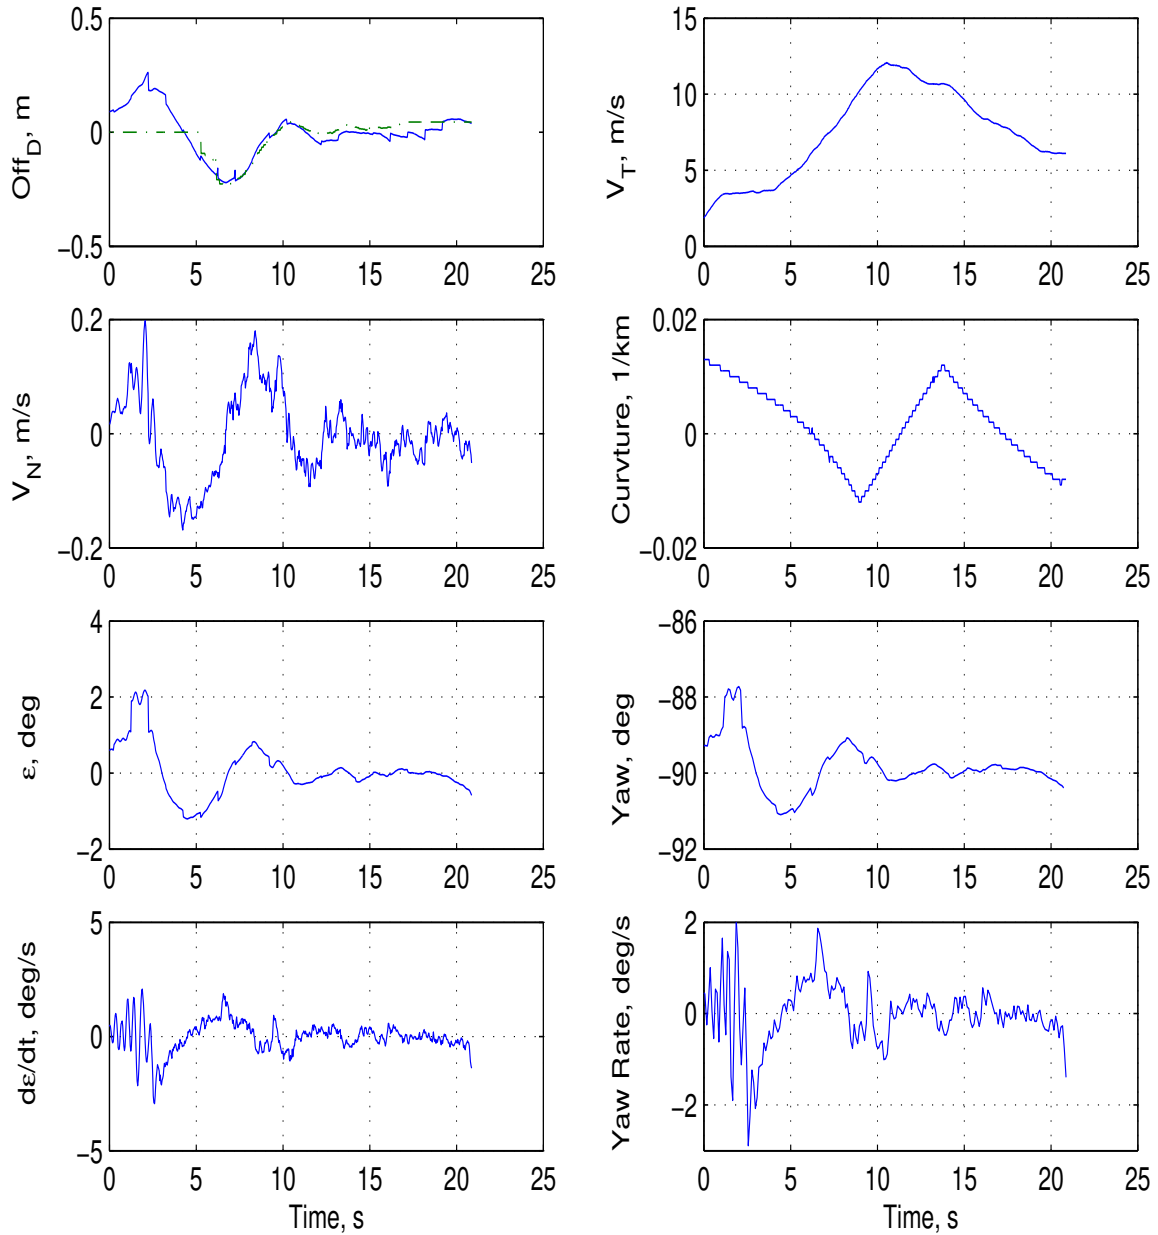 0.5
0
−0.5
Off_D, m
0 5 10 15 20 25
15
10
5
0
V_T, m/s
0 5 10 15 20 25
0.2
0
−0.2
V_N, m/s
0 5 10 15 20 25
0.02
0
−0.02
Curvture, 1/km
0 5 10 15 20 25
4
2
0
−2
ε, deg
0 5 10 15 20 25
−86
−88
−90
−92
Yaw, deg
0 5 10 15 20 25
5
0
−5
dε/dt, deg/s
0 5 10 15 20 25
Time, s
2
0
−2
Yaw Rate, deg/s
0 5 10 15 20 25
Time, s